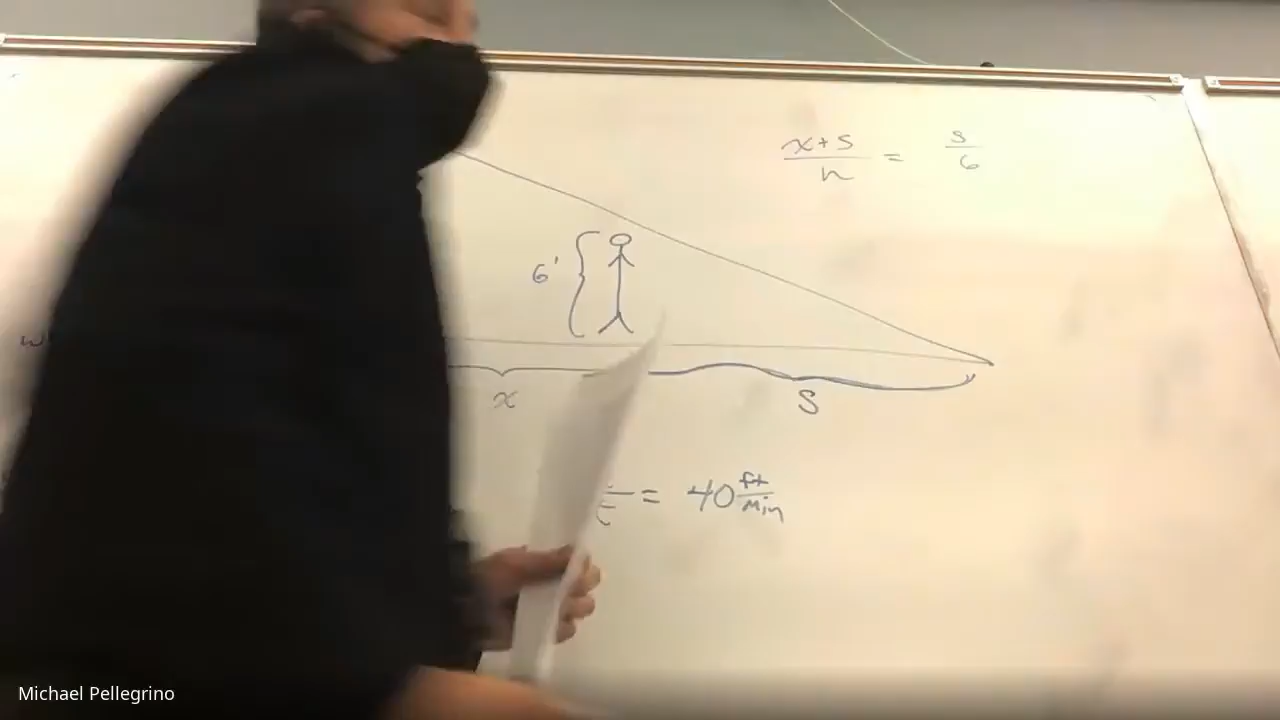 x+s/h = s/6
6'
w
x
s
= 40 ft/min
Michael Pellegrino